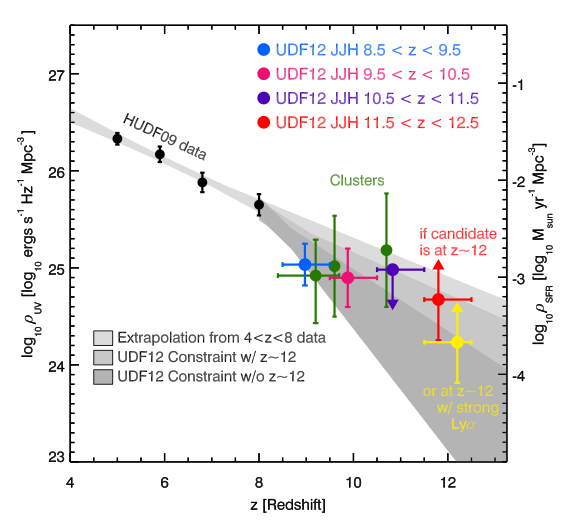 UDF12 JJH 8.5 < z < 9.5
UDF12 JJH 9.5 < z < 10.5
UDF12 JJH 10.5 < z < 11.5
UDF12 JJH 11.5 < z < 12.5
HUDF09 data
Clusters
if candidate
is at z~12
or at z~12
w/ strong
Lyα
Extrapolation from 4<z<8 data
UDF12 Constraint w/ z~12
UDF12 Constraint w/o z~12
27
26
25
24
23
-1
-2
-3
-4
4
6
8
10
12
z [Redshift]
log₁₀ ρ_UV [log₁₀ ergs s⁻¹ Hz⁻¹ Mpc⁻³]
log₁₀ ρ_SFR [log₁₀ M_sun yr⁻¹ Mpc⁻³]